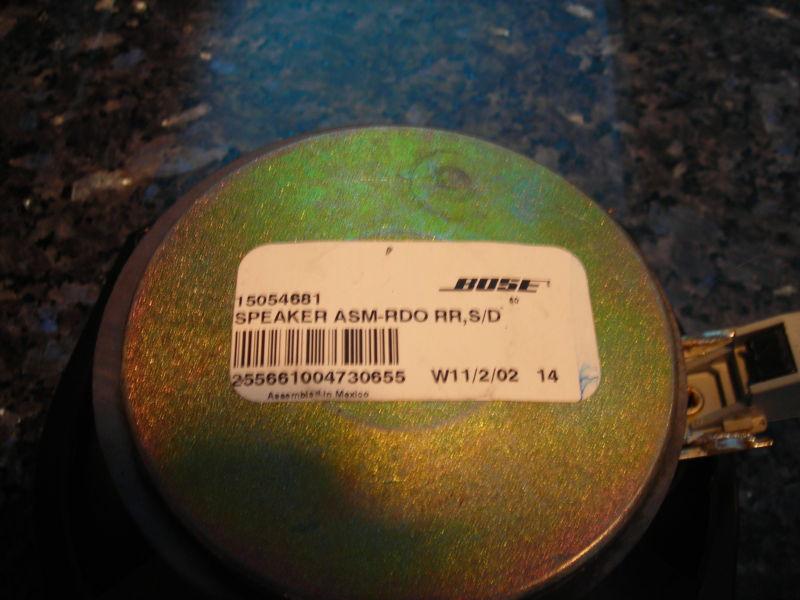 BOSE
15054681
SPEAKER ASM-RDO RR,S/D
255661004730655 W11/2/02 14
Assembled in Mexico